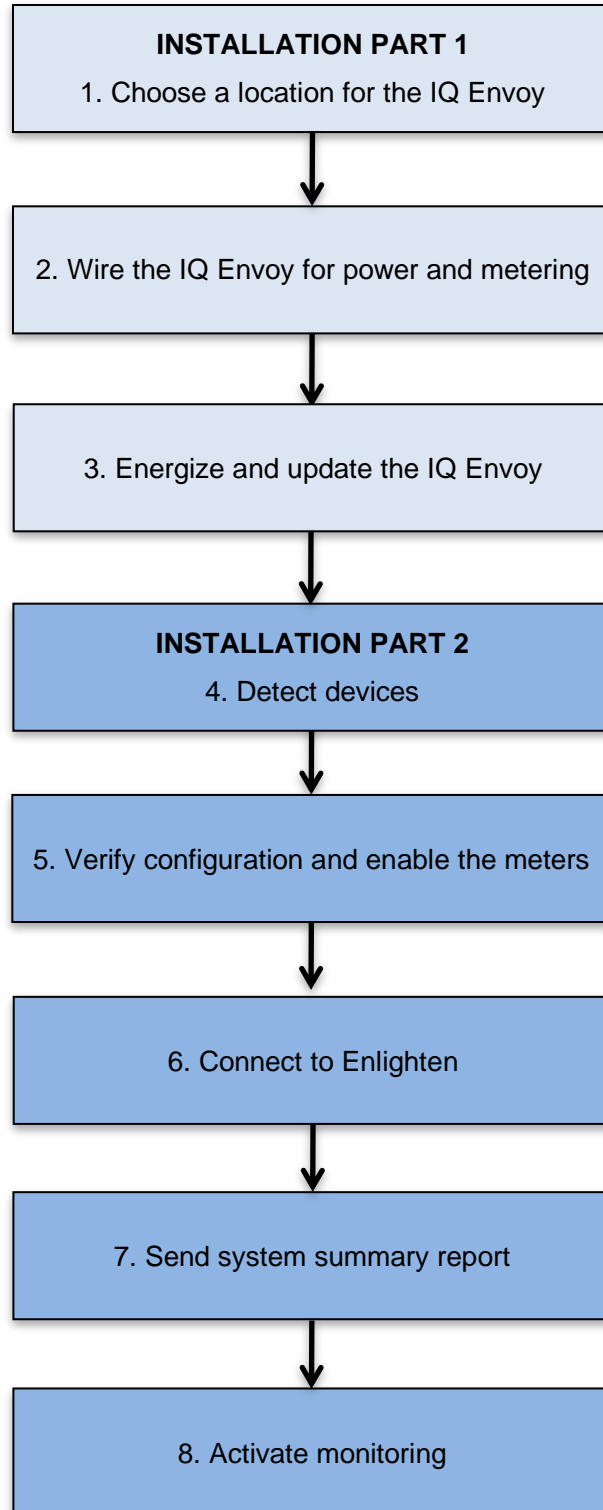 INSTALLATION PART 1
1. Choose a location for the IQ Envoy
2. Wire the IQ Envoy for power and metering
3. Energize and update the IQ Envoy
INSTALLATION PART 2
4. Detect devices
5. Verify configuration and enable the meters
6. Connect to Enlighten
7. Send system summary report
8. Activate monitoring